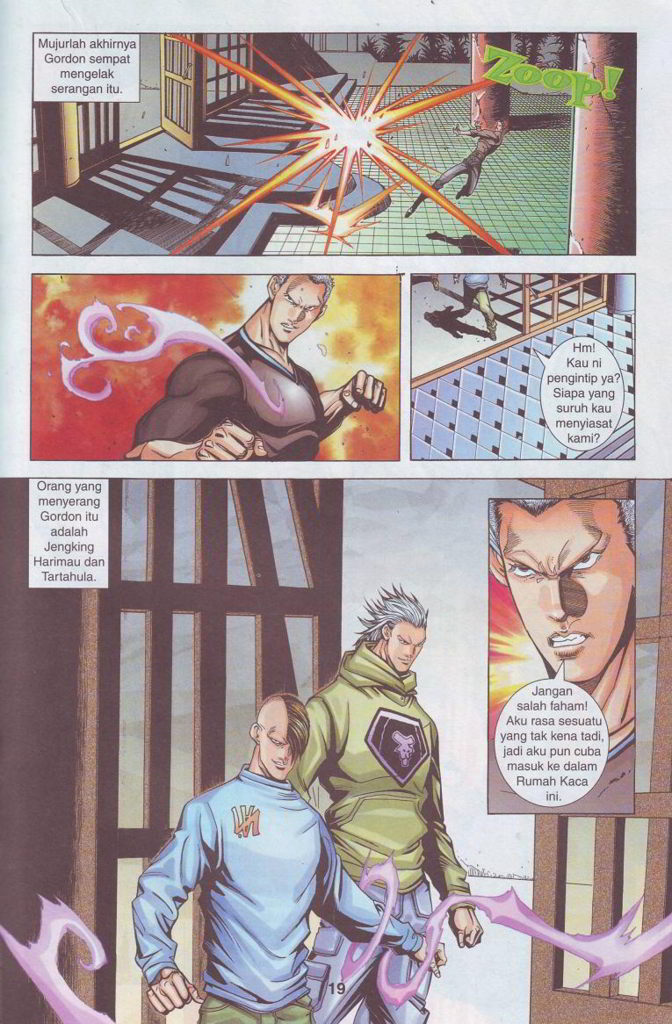 Mujurlah akhirnya
Gordon sempat
mengelak
serangan itu.
Zoop!
Hm!
Kau ni
pengintip ya?
Siapa yang
suruh kau
menyiasat
kami?
Orang yang
menyerang
Gordon itu
adalah
Jengking
Harimau dan
Tartahula.
Jangan
salah faham!
Aku rasa sesuatu
yang tak kena tadi,
jadi aku pun cuba
masuk ke dalam
Rumah Kaca
ini.
19